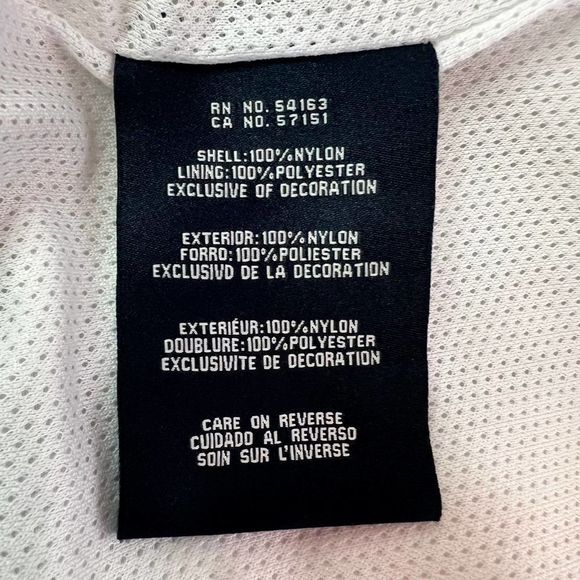 RN NO. 54163
CA NO. 57151
SHELL:100%NYLON
LINING:100%POLYESTER
EXCLUSIVE OF DECORATION
EXTERIOR:100%NYLON
FORRO:100%POLIESTER
EXCLUSIVD DE LA DECORATION
EXTERIÉUR:100%NYLON
DOUBLURE:100%POLYESTER
EXCLUSIVITE DE DECORATION
CARE ON REVERSE
CUIDADO AL REVERSO
SOIN SUR L'INVERSE